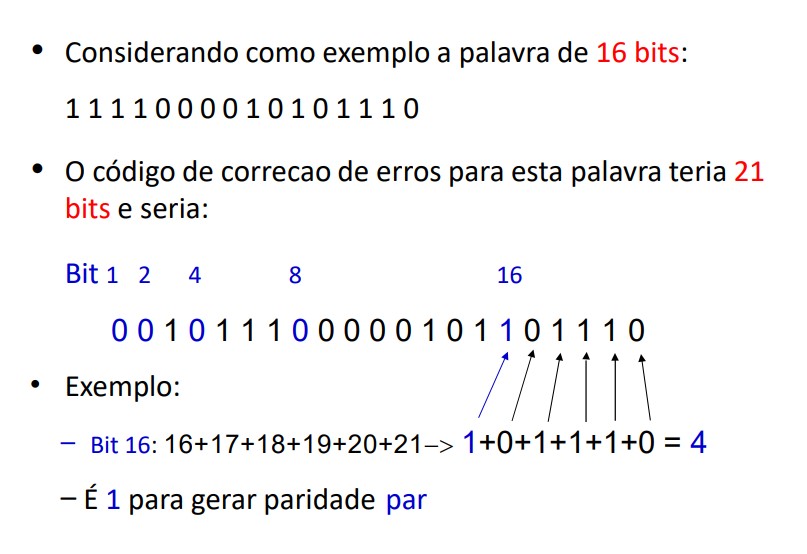 • Considerando como exemplo a palavra de 16 bits:
1 1 1 1 0 0 0 0 1 0 1 0 1 1 1 0
• O código de correcao de erros para esta palavra teria 21
bits e seria:
Bit 1 2 4 8 16
0 0 1 0 1 1 1 0 0 0 0 0 1 0 1 1 0 1 1 1 0
• Exemplo:
– Bit 16: 16+17+18+19+20+21–> 1+0+1+1+1+0 = 4
– É 1 para gerar paridade par